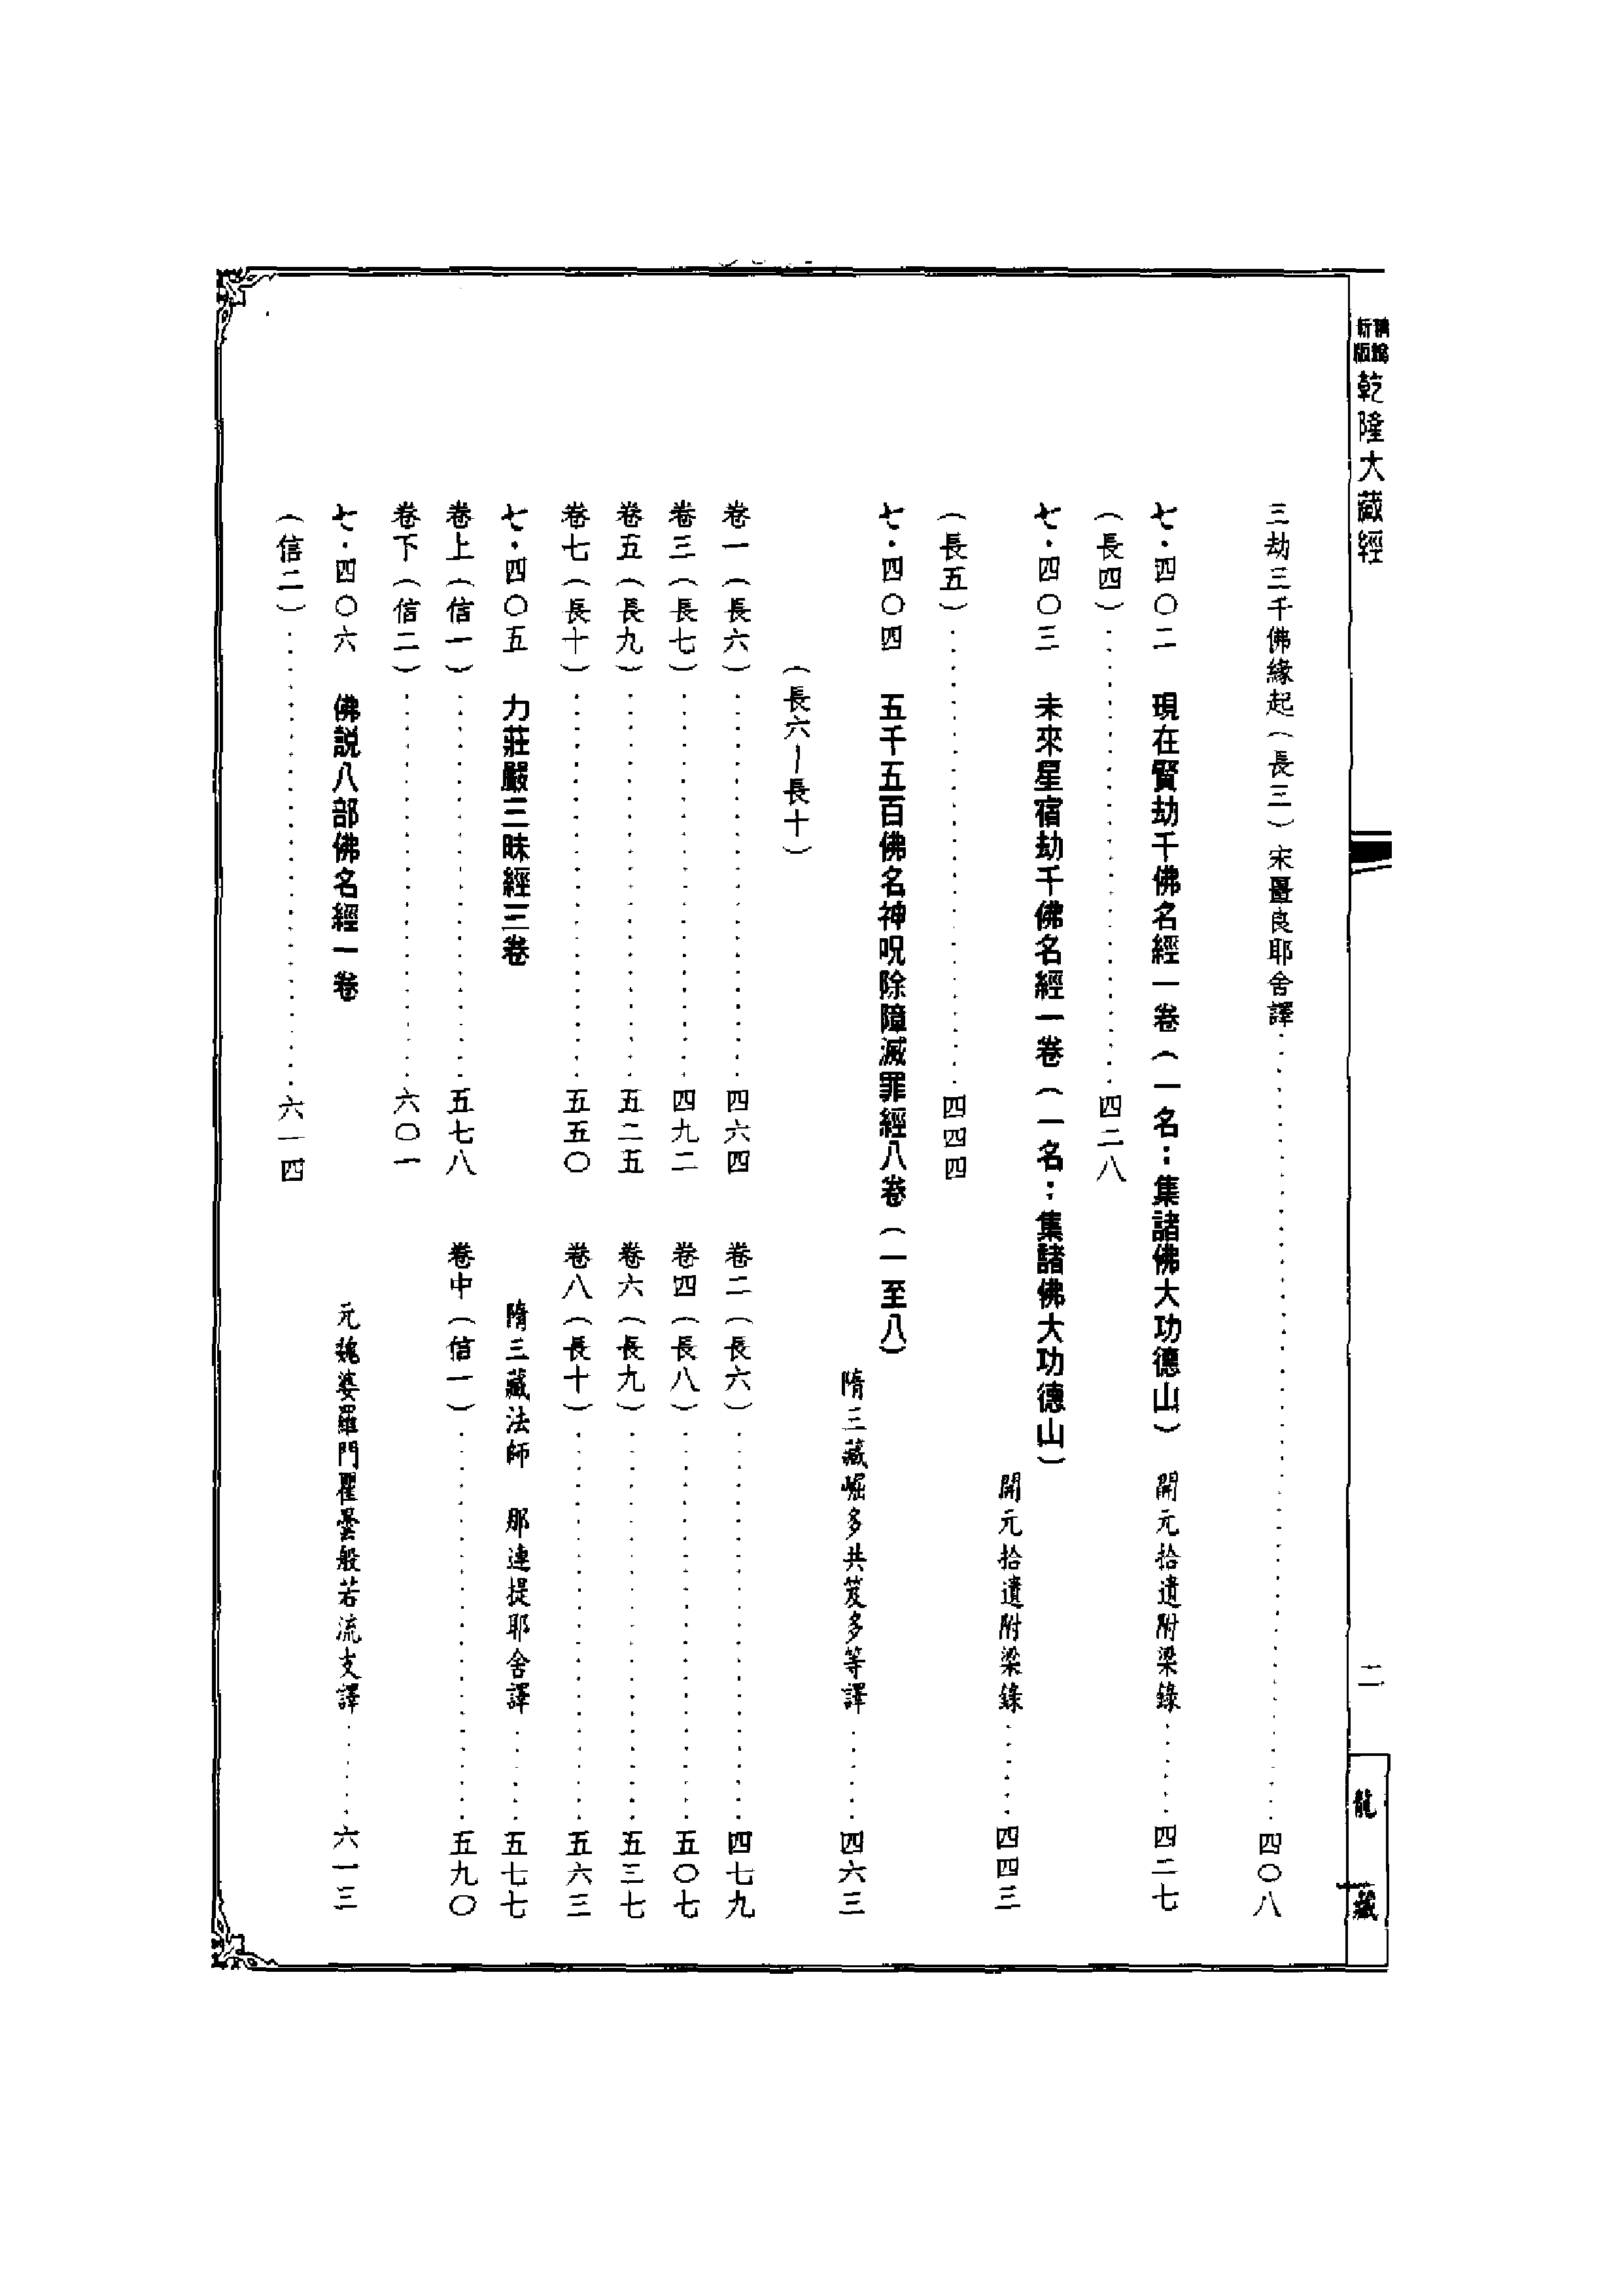 新版 精縮 乾隆大藏經
二
龍藏
三劫三千佛緣起（長三）宋畺良耶舍譯……四〇八
七．四〇二　現在賢劫千佛名經一卷（一名：集諸佛大功德山）　開元拾遺附梁錄……四二七
（長四）……四二八
七．四〇三　未來星宿劫千佛名經一卷（一名：集諸佛大功德山）
開元拾遺附梁錄……四四三
（長五）……四四四
七．四〇四　五千五百佛名神呪除障滅罪經八卷（一至八）
隋三藏崛多共笈多等譯……四六三
（長六－長十）
卷一（長六）……四六四　卷二（長六）……四七九
卷三（長七）……四九二　卷四（長八）……五〇七
卷五（長九）……五二五　卷六（長九）……五三七
卷七（長十）……五五〇　卷八（長十）……五六三
七．四〇五　力莊嚴三昧經三卷　隋三藏法師　那連提耶舍譯……五七七
卷上（信一）……五七八　卷中（信一）……五九〇
卷下（信二）……六〇一
七．四〇六　佛説八部佛名經一卷　元魏婆羅門瞿曇般若流支譯……六一三
（信二）……六一四